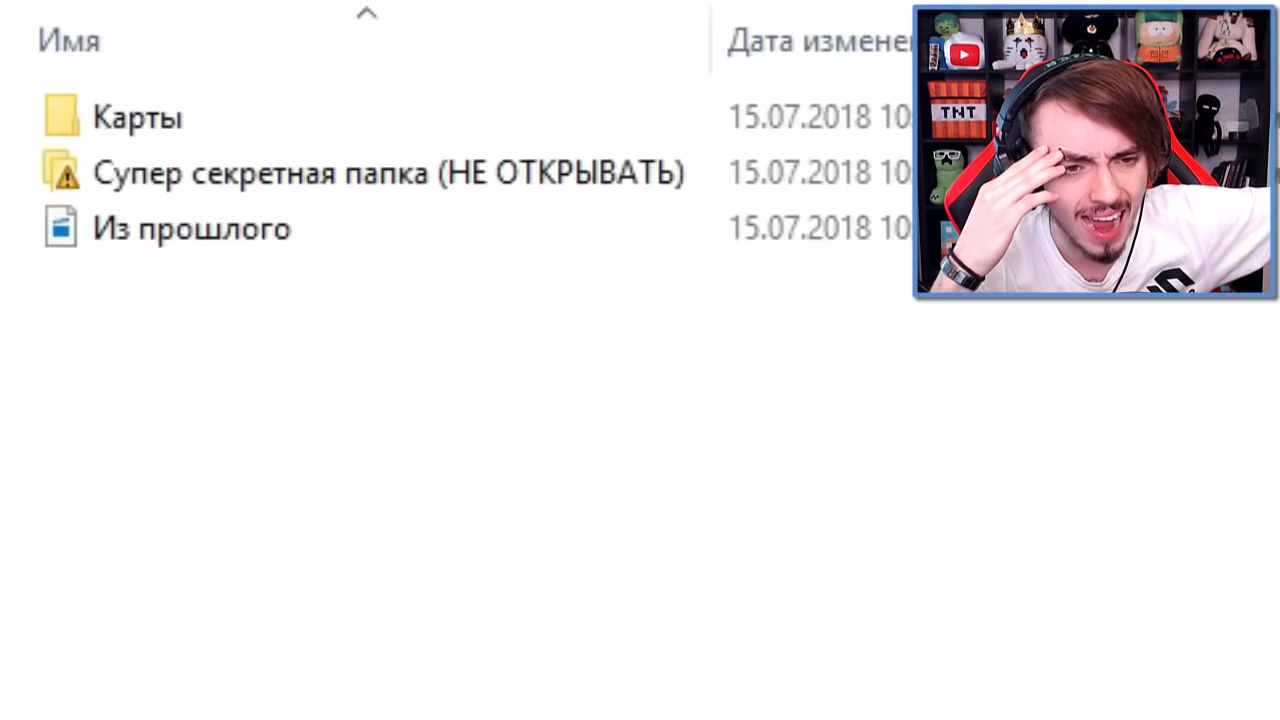 Имя Дата изменен
Карты 15.07.2018 10
Супер секретная папка (НЕ ОТКРЫВАТЬ) 15.07.2018 10
Из прошлого 15.07.2018 10
TNT